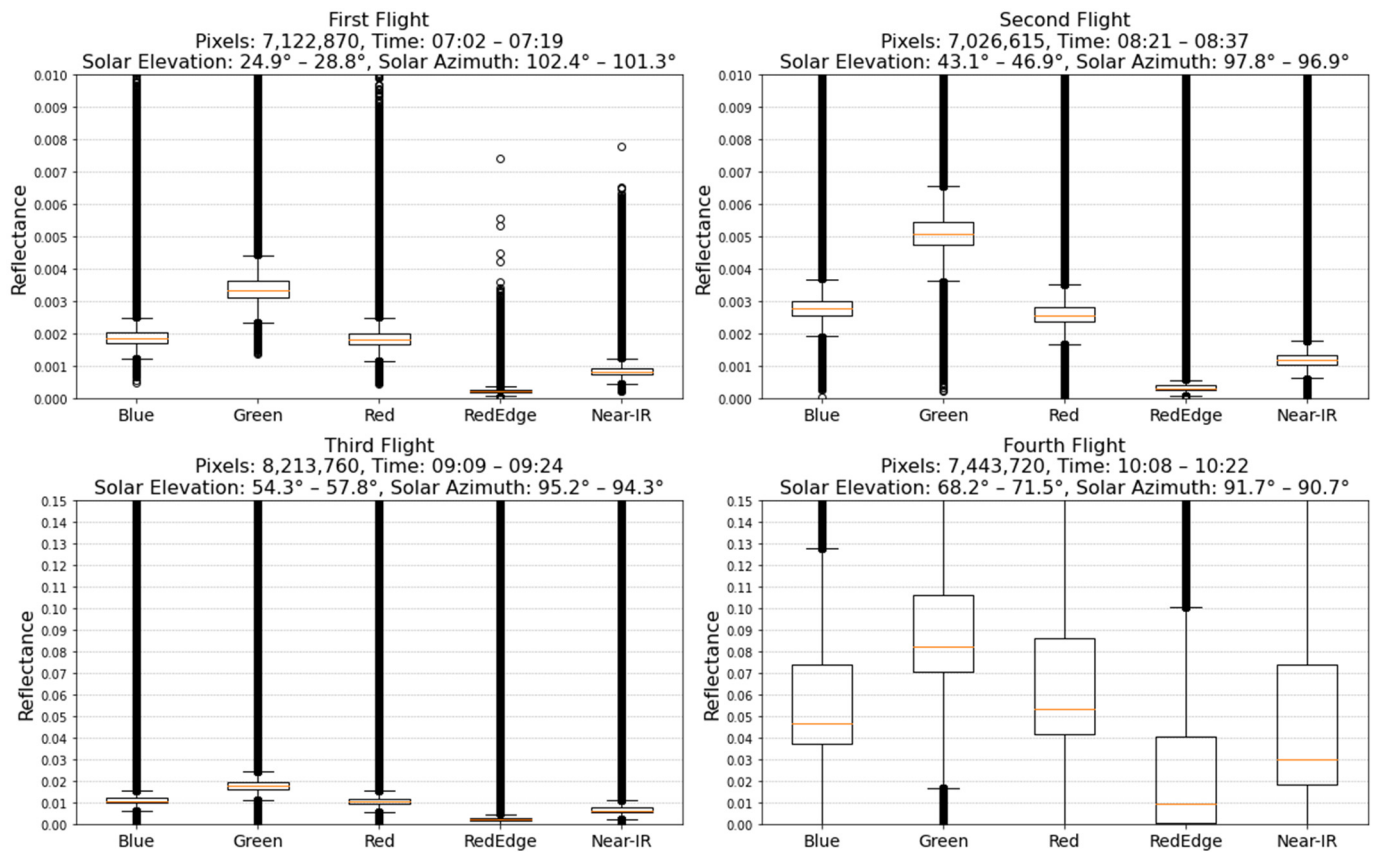 First Flight
Pixels: 7,122,870, Time: 07:02 – 07:19
Solar Elevation: 24.9° – 28.8°, Solar Azimuth: 102.4° – 101.3°
0.010
0.009
0.008
0.007
0.006
0.005
0.004
0.003
0.002
0.001
0.000
Reflectance
Blue Green Red RedEdge Near-IR
Second Flight
Pixels: 7,026,615, Time: 08:21 – 08:37
Solar Elevation: 43.1° – 46.9°, Solar Azimuth: 97.8° – 96.9°
0.010
0.009
0.008
0.007
0.006
0.005
0.004
0.003
0.002
0.001
0.000
Reflectance
Blue Green Red RedEdge Near-IR
Third Flight
Pixels: 8,213,760, Time: 09:09 – 09:24
Solar Elevation: 54.3° – 57.8°, Solar Azimuth: 95.2° – 94.3°
0.15
0.14
0.13
0.12
0.11
0.10
0.09
0.08
0.07
0.06
0.05
0.04
0.03
0.02
0.01
0.00
Reflectance
Blue Green Red RedEdge Near-IR
Fourth Flight
Pixels: 7,443,720, Time: 10:08 – 10:22
Solar Elevation: 68.2° – 71.5°, Solar Azimuth: 91.7° – 90.7°
0.15
0.14
0.13
0.12
0.11
0.10
0.09
0.08
0.07
0.06
0.05
0.04
0.03
0.02
0.01
0.00
Reflectance
Blue Green Red RedEdge Near-IR